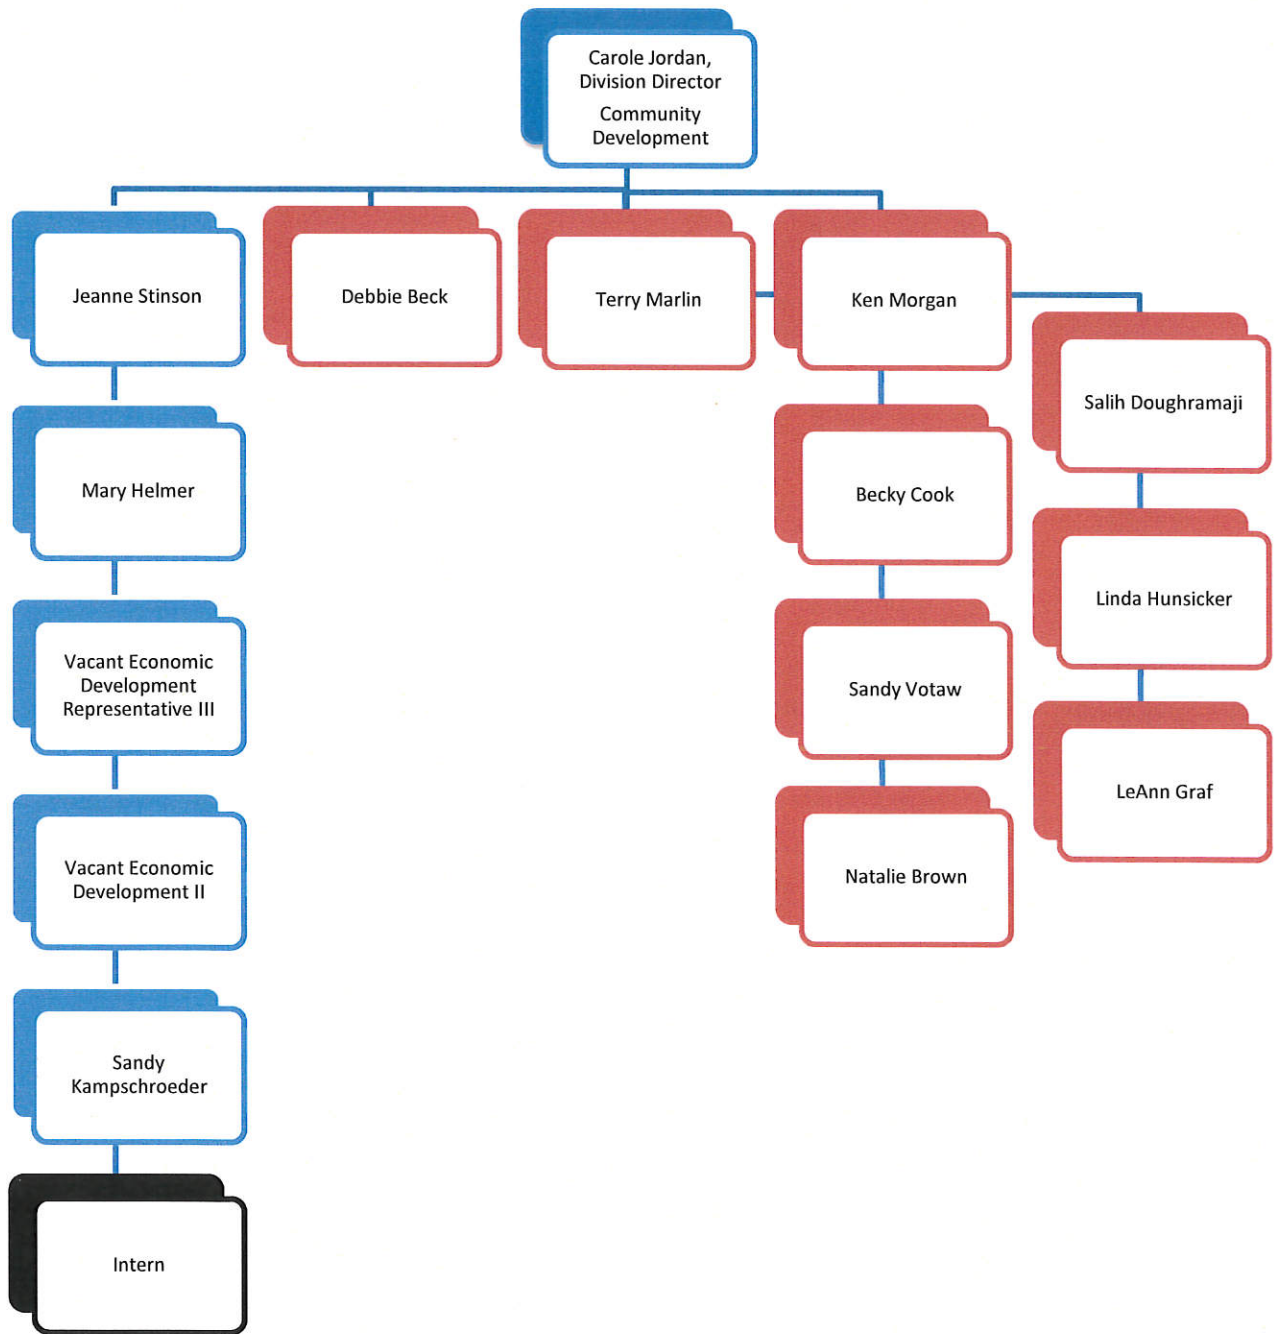 Carole Jordan,
Division Director
Community
Development
Jeanne Stinson
Debbie Beck
Terry Marlin
Ken Morgan
Salih Doughramaji
Mary Helmer
Becky Cook
Linda Hunsicker
Vacant Economic
Development
Representative III
Sandy Votaw
LeAnn Graf
Vacant Economic
Development II
Natalie Brown
Sandy
Kampschroeder
Intern